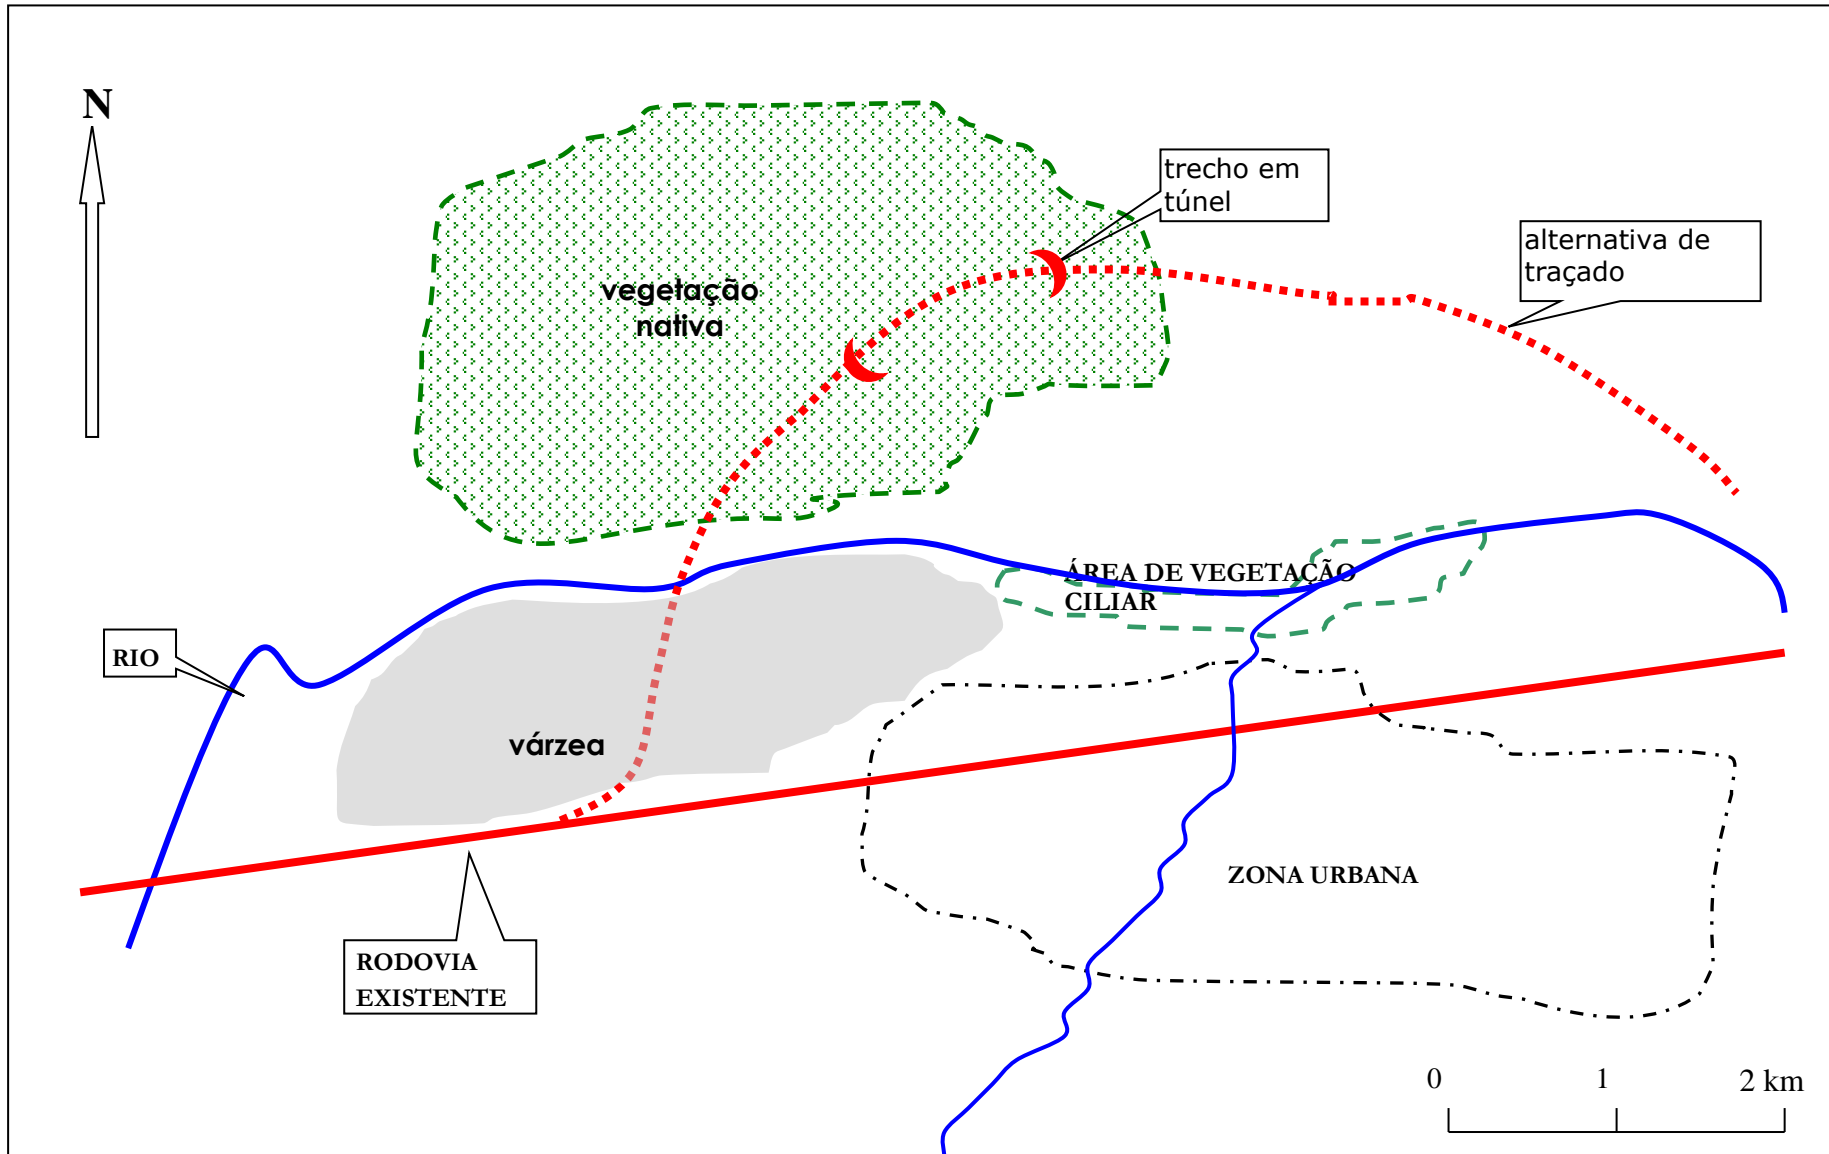 N
trecho em
túnel
alternativa de
traçado
vegetação
nativa
ÁREA DE VEGETAÇÃO
CILIAR
RIO
várzea
ZONA URBANA
RODOVIA
EXISTENTE
0 1 2 km